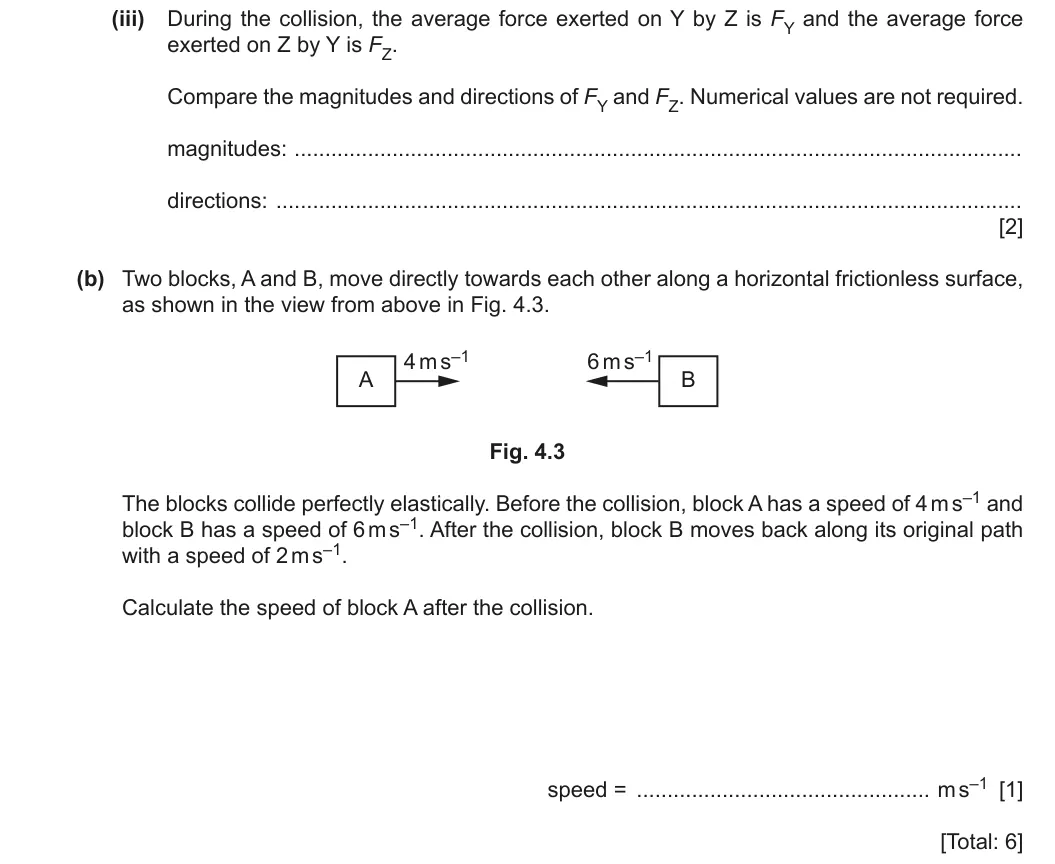 (iii) During the collision, the average force exerted on Y by Z is F_Y and the average force
exerted on Z by Y is F_Z.
Compare the magnitudes and directions of F_Y and F_Z. Numerical values are not required.
magnitudes: ................................................................................................................
directions: ...................................................................................................................
[2]
(b) Two blocks, A and B, move directly towards each other along a horizontal frictionless surface,
as shown in the view from above in Fig. 4.3.
4 m s⁻¹ 6 m s⁻¹
A B
Fig. 4.3
The blocks collide perfectly elastically. Before the collision, block A has a speed of 4 m s⁻¹ and
block B has a speed of 6 m s⁻¹. After the collision, block B moves back along its original path
with a speed of 2 m s⁻¹.
Calculate the speed of block A after the collision.
speed = ................................................ m s⁻¹ [1]
[Total: 6]